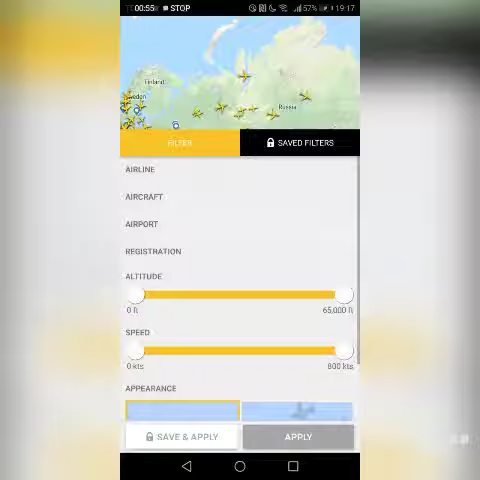 00:55 STOP 57% 19:17
Finland
Sweden
Russia
FILTER SAVED FILTERS
AIRLINE
AIRCRAFT
AIRPORT
REGISTRATION
ALTITUDE
0 ft 65,000 ft
SPEED
0 kts 800 kts
APPEARANCE
SAVE & APPLY APPLY